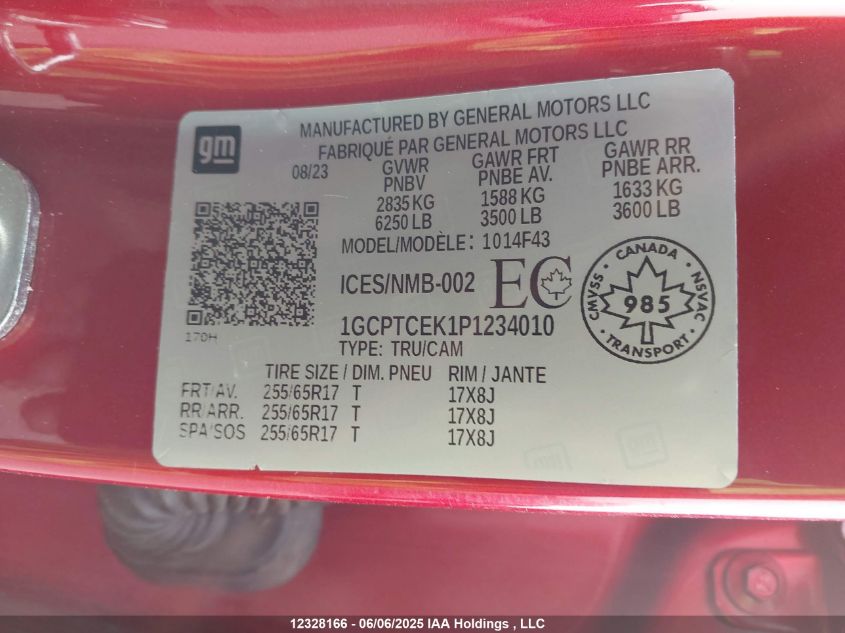 gm
MANUFACTURED BY GENERAL MOTORS LLC
FABRIQUÉ PAR GENERAL MOTORS LLC
08/23 GVWR GAWR FRT GAWR RR
PNBV PNBE AV. PNBE ARR.
2835 KG 1588 KG 1633 KG
6250 LB 3500 LB 3600 LB
MODEL/MODÈLE: 1014F43
ICES/NMB-002 EC
CANADA
CMVSS 985 NSVAC
TRANSPORT
170H
1GCPTCEK1P1234010
TYPE: TRU/CAM
TIRE SIZE / DIM. PNEU RIM / JANTE
FRT/AV. 255/65R17 T 17X8J
RR/ARR. 255/65R17 T 17X8J
SPA/SOS 255/65R17 T 17X8J
12328166 - 06/06/2025 IAA Holdings , LLC